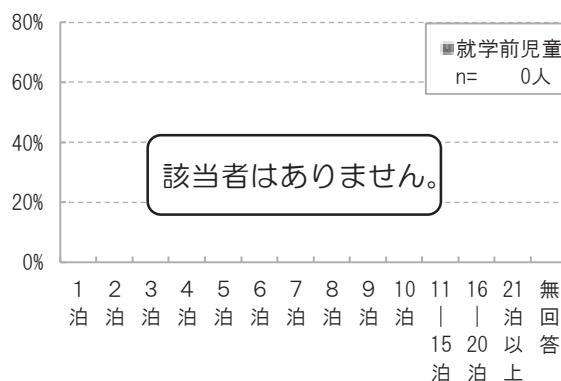 80%
60%
40%
20%
0%
■就学前児童
n= 0人
該当者はありません。
1泊
2泊
3泊
4泊
5泊
6泊
7泊
8泊
9泊
10泊
11｜15泊
16｜20泊
21泊以上
無回答